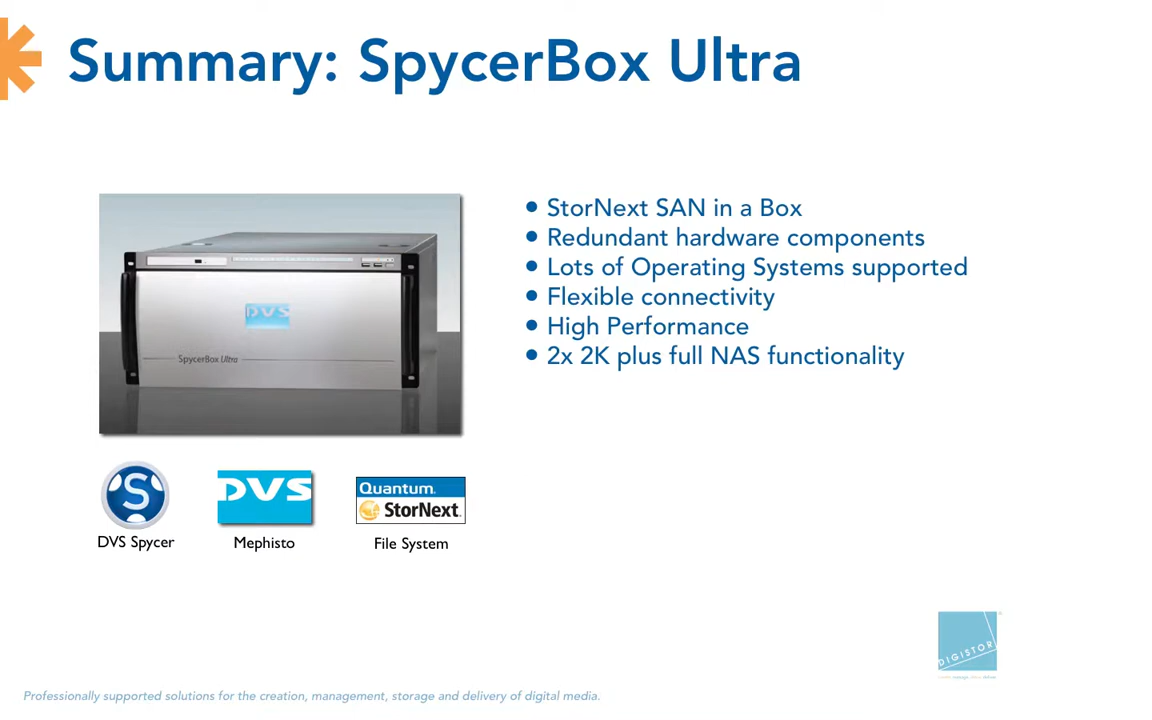 Summary: SpycerBox Ultra
DVS
SpycerBox Ultra
• StorNext SAN in a Box
• Redundant hardware components
• Lots of Operating Systems supported
• Flexible connectivity
• High Performance
• 2x 2K plus full NAS functionality
S
DVS
Quantum.
StorNext.
DVS Spycer
Mephisto
File System
DIGISTOR
Professionally supported solutions for the creation, management, storage and delivery of digital media.